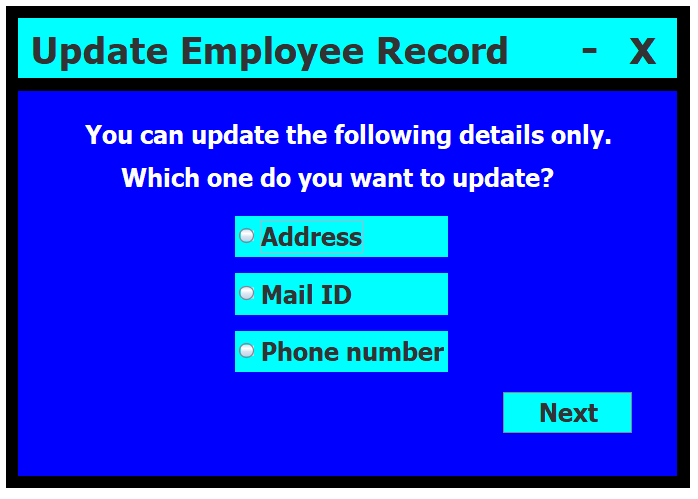 Update Employee Record - X
You can update the following details only.
Which one do you want to update?
Address
Mail ID
Phone number
Next